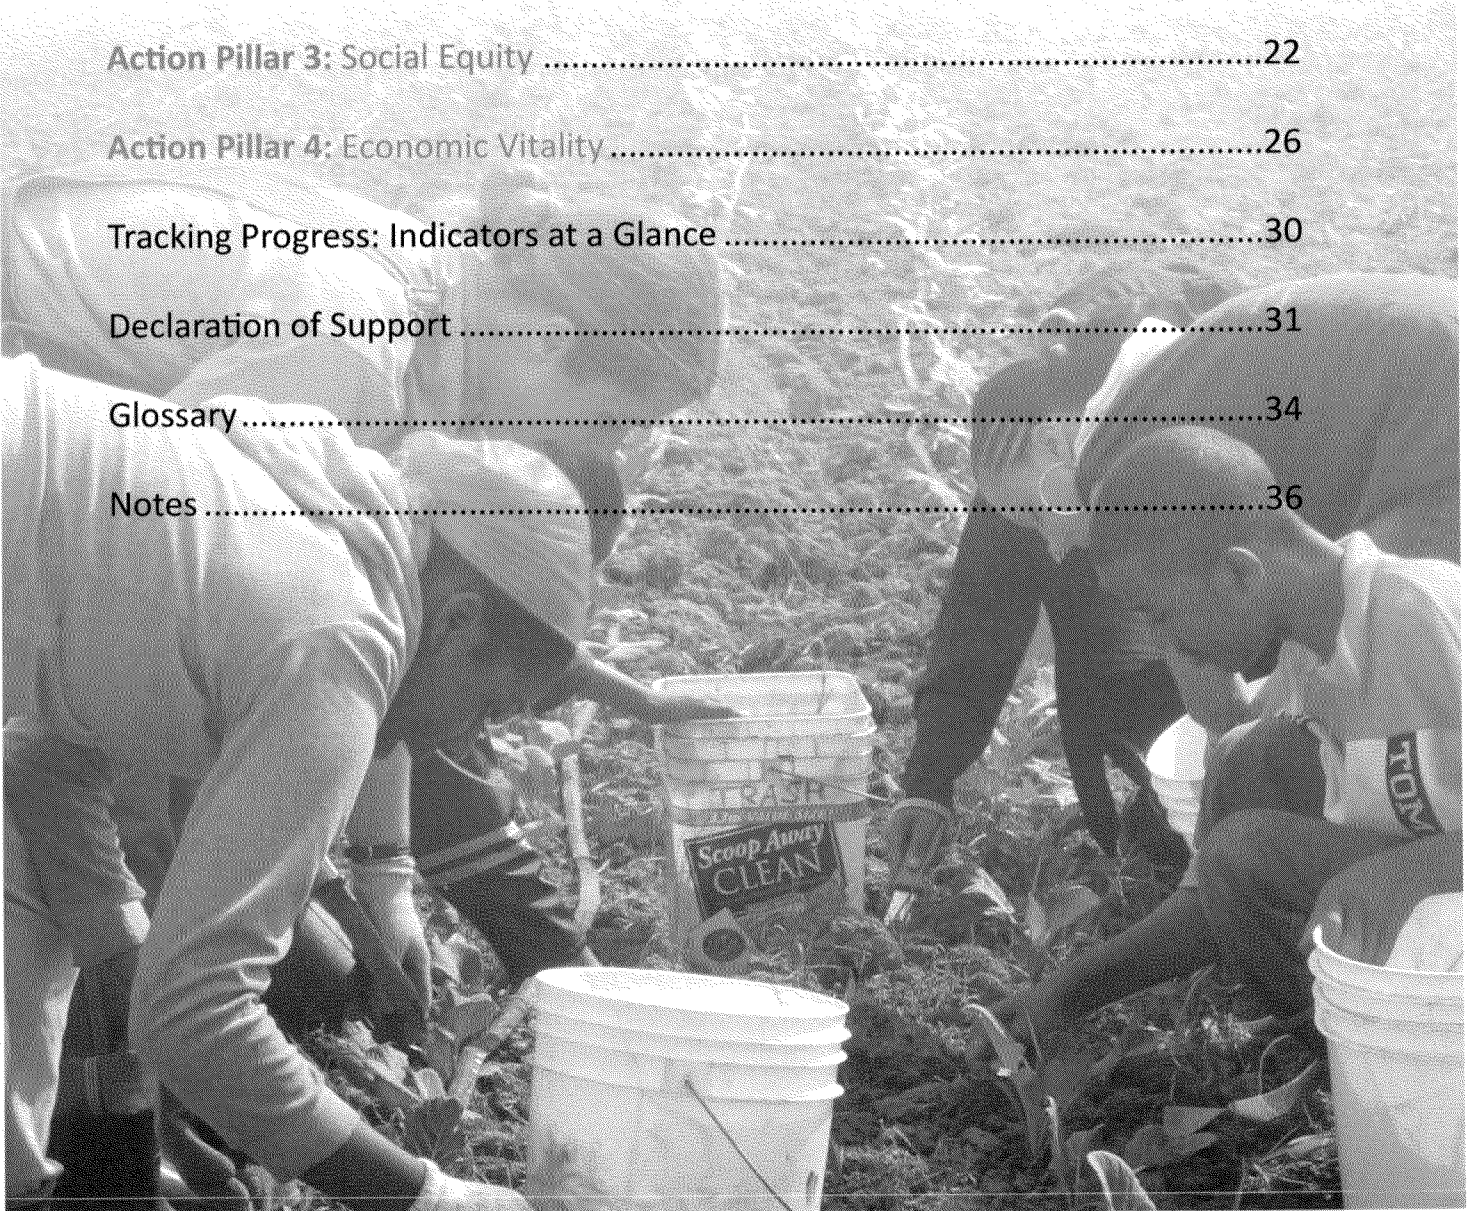 Action Pillar 3: Social Equity ........................................................................22
Action Pillar 4: Economic Vitality ..................................................................26
Tracking Progress: Indicators at a Glance ......................................................30
Declaration of Support ................................................................................31
Glossary ......................................................................................................34
Notes ..........................................................................................................36
TRASH
Scoop Away
CLEAN
TOM